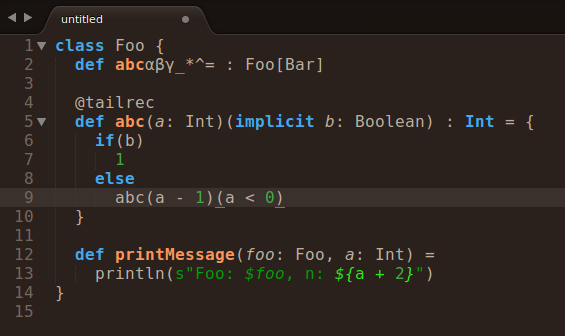 untitled
1 class Foo {
2   def abcαβγ_*^= : Foo[Bar]
3
4   @tailrec
5   def abc(a: Int)(implicit b: Boolean) : Int = {
6     if(b)
7       1
8     else
9       abc(a - 1)(a < 0)
10   }
11
12   def printMessage(foo: Foo, a: Int) =
13     println(s"Foo: $foo, n: ${a + 2}")
14 }
15